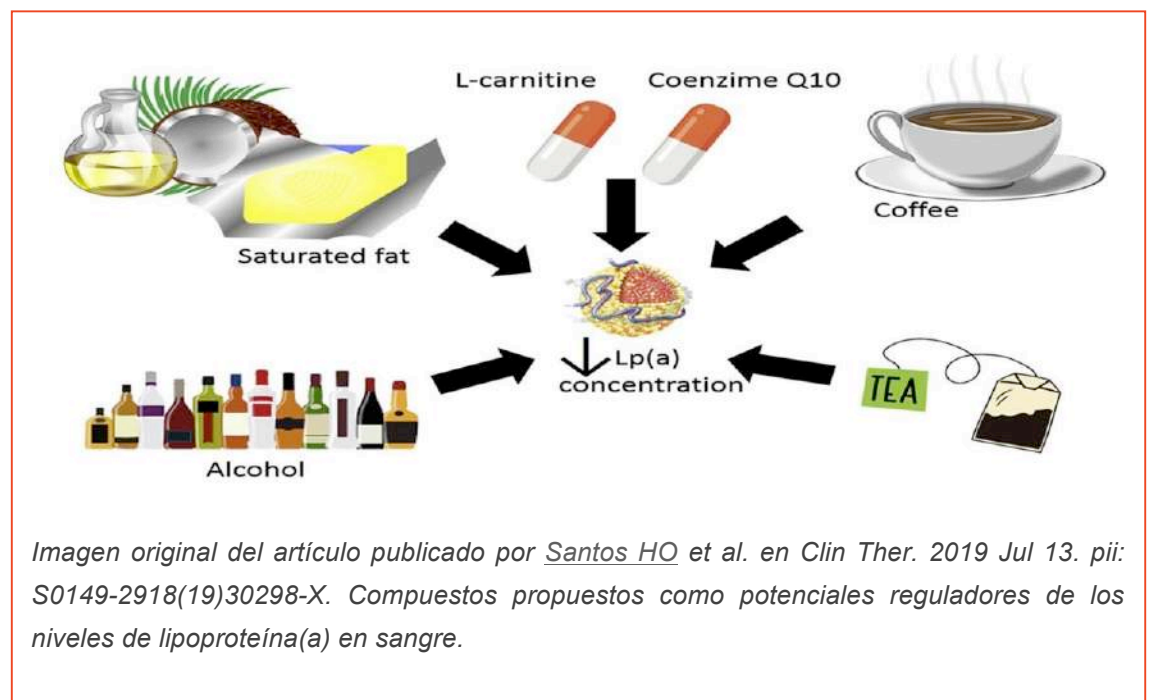 L-carnitine
Coenzime Q10
Coffee
Saturated fat
Lp(a)
concentration
TEA
Alcohol
Imagen original del artículo publicado por Santos HO et al. en Clin Ther. 2019 Jul 13. pii:
S0149-2918(19)30298-X. Compuestos propuestos como potenciales reguladores de los
niveles de lipoproteína(a) en sangre.